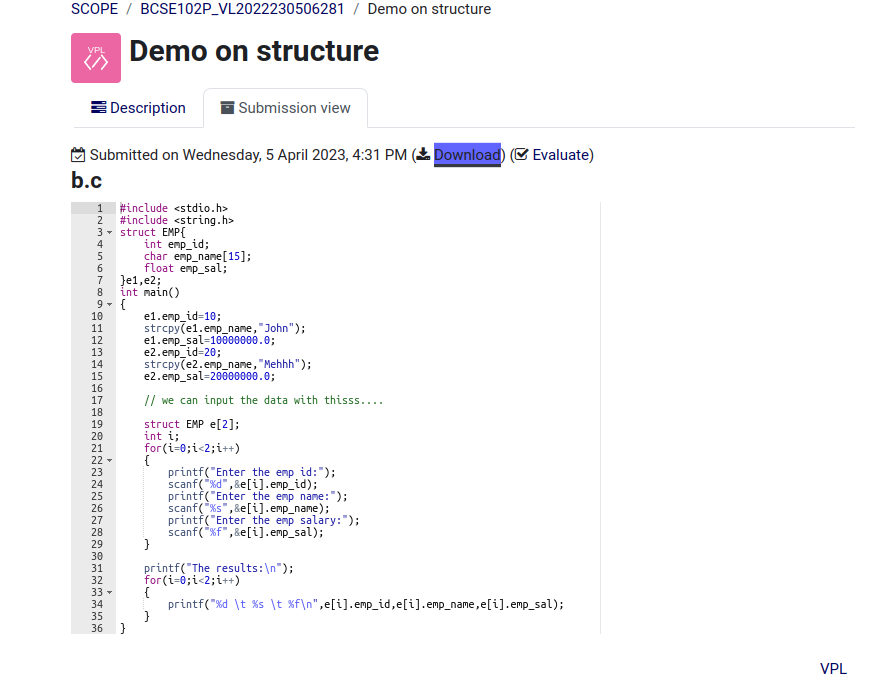 SCOPE / BCSE102P_VL2022230506281 / Demo on structure
VPL
Demo on structure
Description
Submission view
Submitted on Wednesday, 5 April 2023, 4:31 PM (Download) (Evaluate)
b.c
1 #include <stdio.h>
2 #include <string.h>
3 struct EMP{
4     int emp_id;
5     char emp_name[15];
6     float emp_sal;
7 }e1,e2;
8 int main()
9 {
10     e1.emp_id=10;
11     strcpy(e1.emp_name,"John");
12     e1.emp_sal=10000000.0;
13     e2.emp_id=20;
14     strcpy(e2.emp_name,"Mehhh");
15     e2.emp_sal=20000000.0;
16
17     // we can input the data with thisss....
18
19     struct EMP e[2];
20     int i;
21     for(i=0;i<2;i++)
22     {
23         printf("Enter the emp id:");
24         scanf("%d",&e[i].emp_id);
25         printf("Enter the emp name:");
26         scanf("%s",&e[i].emp_name);
27         printf("Enter the emp salary:");
28         scanf("%f",&e[i].emp_sal);
29     }
30
31     printf("The results:\n");
32     for(i=0;i<2;i++)
33     {
34         printf("%d \t %s \t %f\n",e[i].emp_id,e[i].emp_name,e[i].emp_sal);
35     }
36 }
VPL